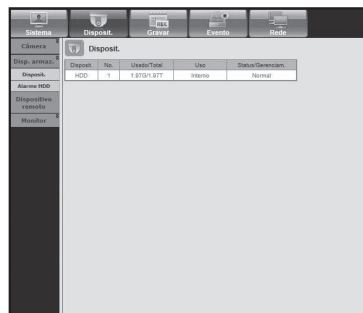 Sistema Disposit. Gravar Evento Rede
REC
Câmera
Disp. armaz.
Disposit.
Alarme HDD
Dispositivo
remoto
Monitor
Disposit.
Disposit. No. Usado/Total Uso Status/Gerenciam.
HDD 1 1.97G/1.97T Interno Normal